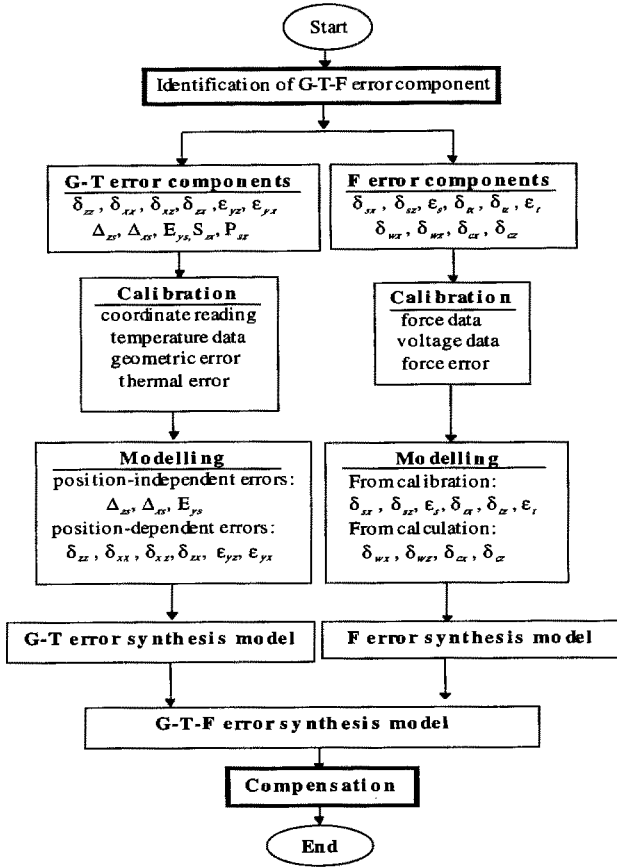 Start
Identification of G-T-F error component
G-T error components
δzz , δxx , δxz , δzx , εyz , εyx
Δzs , Δxs , Eys, Szx , Psx
F error components
δsx , δsz , εs , δtx , δtz , εt
δwx , δwx , δcx , δcz
Calibration
coordinate reading
temperature data
geometric error
thermal error
Calibration
force data
voltage data
force error
Modelling
position-independent errors:
Δzs , Δxs , Eys
position-dependent errors:
δzz , δxx , δxz , δzx , εyz , εyx
Modelling
From calibration:
δsx , δsz , εs , δtx , δtz , εt
From calculation:
δwx , δwz , δcx , δcz
G-T error synthesis model
F error synthesis model
G-T-F error synthesis model
Compensation
End